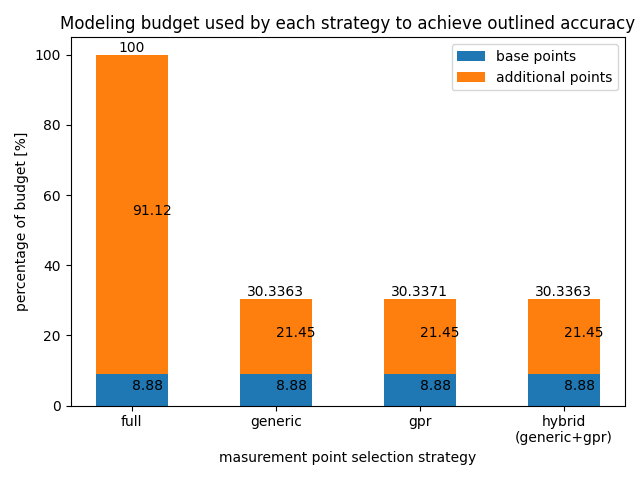 Modeling budget used by each strategy to achieve outlined accuracy
base points
additional points
percentage of budget [%]
100
80
60
40
20
0
100
91.12
8.88
30.3363
21.45
8.88
30.3371
21.45
8.88
30.3363
21.45
8.88
full
generic
gpr
hybrid
(generic+gpr)
masurement point selection strategy